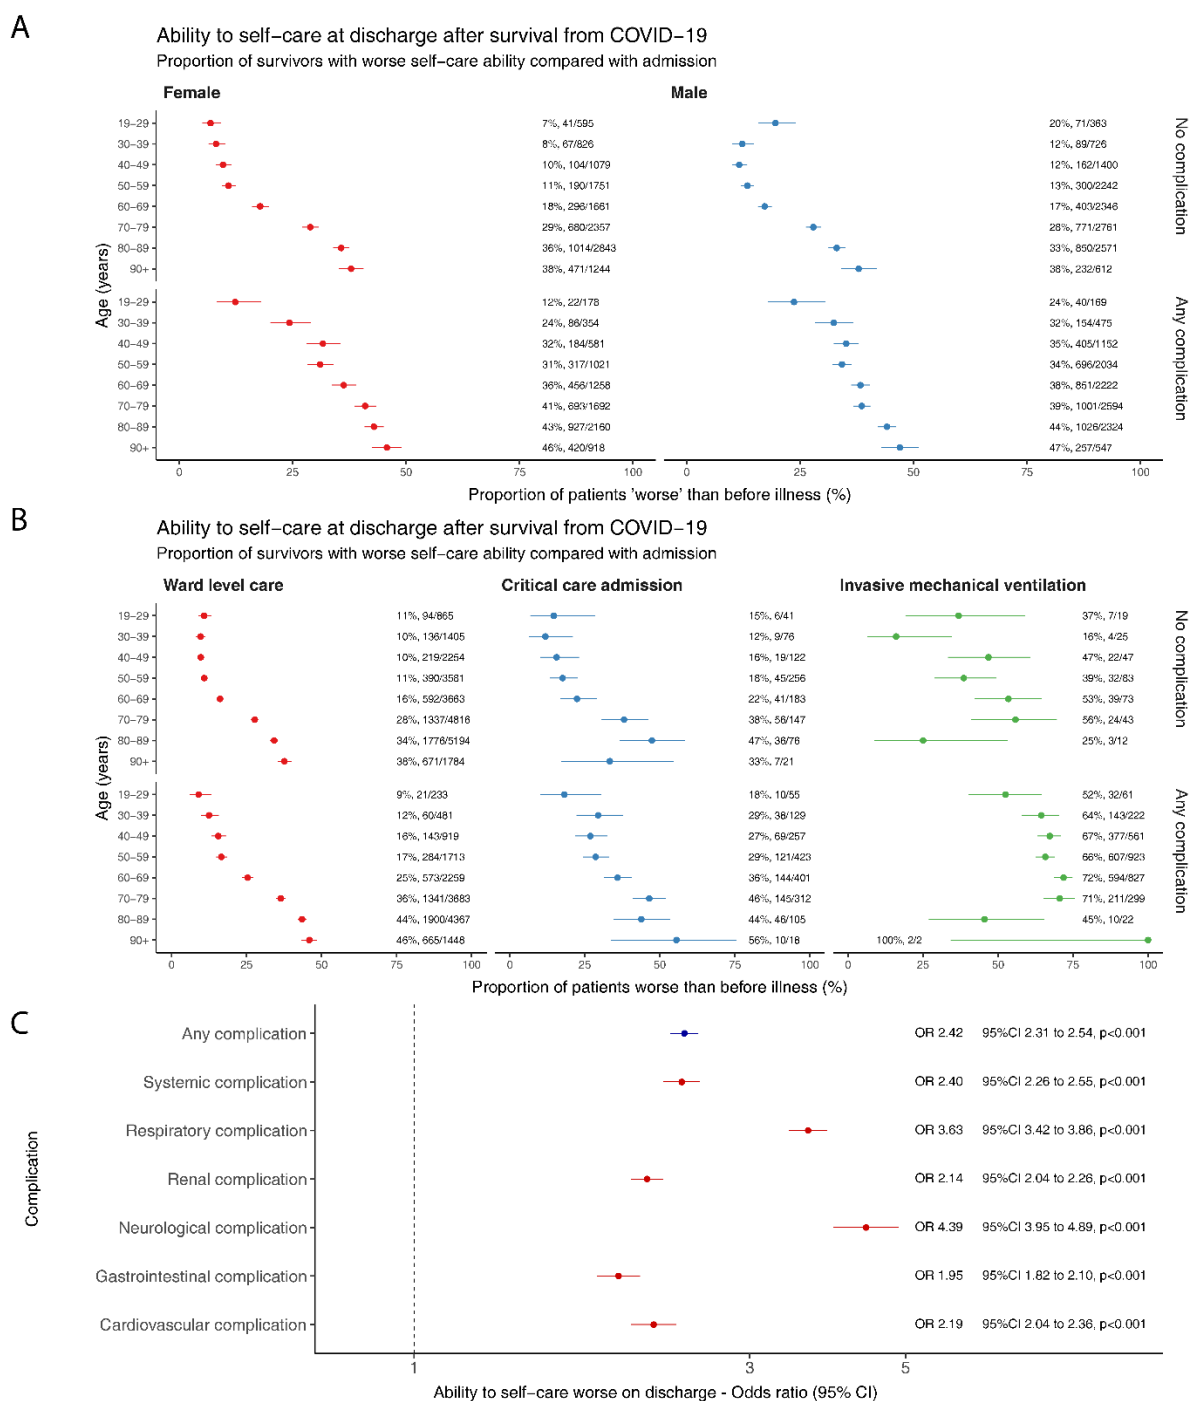 A
Ability to self-care at discharge after survival from COVID-19
Proportion of survivors with worse self-care ability compared with admission
Female
Male
Age (years)
No complication
19-29 7%, 41/595 20%, 71/363
30-39 8%, 67/826 12%, 89/726
40-49 10%, 104/1079 12%, 162/1400
50-59 11%, 190/1751 13%, 300/2242
60-69 18%, 296/1661 17%, 403/2346
70-79 29%, 680/2357 28%, 771/2761
80-89 36%, 1014/2843 33%, 850/2571
90+ 38%, 471/1244 38%, 232/612
Any complication
19-29 12%, 22/178 24%, 40/169
30-39 24%, 86/354 32%, 154/475
40-49 32%, 184/581 35%, 405/1152
50-59 31%, 317/1021 34%, 696/2034
60-69 36%, 456/1258 38%, 851/2222
70-79 41%, 693/1692 39%, 1001/2594
80-89 43%, 927/2160 44%, 1026/2324
90+ 46%, 420/918 47%, 257/547
0 25 50 75 100 0 25 50 75 100
Proportion of patients 'worse' than before illness (%)
B
Ability to self-care at discharge after survival from COVID-19
Proportion of survivors with worse self-care ability compared with admission
Ward level care
Critical care admission
Invasive mechanical ventilation
Age (years)
No complication
19-29 11%, 94/865 15%, 6/41 37%, 7/19
30-39 10%, 136/1405 12%, 9/76 16%, 4/25
40-49 10%, 219/2254 16%, 19/122 47%, 22/47
50-59 11%, 390/3581 18%, 45/256 39%, 32/83
60-69 16%, 592/3663 22%, 41/183 53%, 39/73
70-79 28%, 1337/4816 38%, 56/147 56%, 24/43
80-89 34%, 1776/5194 47%, 36/76 25%, 3/12
90+ 38%, 671/1784 33%, 7/21
Any complication
19-29 9%, 21/233 18%, 10/55 52%, 32/61
30-39 12%, 60/481 29%, 38/129 64%, 143/222
40-49 16%, 143/919 27%, 69/257 67%, 377/561
50-59 17%, 284/1713 29%, 121/423 66%, 607/923
60-69 25%, 573/2259 36%, 144/401 72%, 594/827
70-79 36%, 1341/3683 46%, 145/312 71%, 211/299
80-89 44%, 1900/4367 44%, 46/105 45%, 10/22
90+ 46%, 665/1448 56%, 10/18 100%, 2/2
0 25 50 75 100 0 25 50 75 100 0 25 50 75 100
Proportion of patients worse than before illness (%)
C
Complication
Any complication OR 2.42 95%CI 2.31 to 2.54, p<0.001
Systemic complication OR 2.40 95%CI 2.26 to 2.55, p<0.001
Respiratory complication OR 3.63 95%CI 3.42 to 3.86, p<0.001
Renal complication OR 2.14 95%CI 2.04 to 2.26, p<0.001
Neurological complication OR 4.39 95%CI 3.95 to 4.89, p<0.001
Gastrointestinal complication OR 1.95 95%CI 1.82 to 2.10, p<0.001
Cardiovascular complication OR 2.19 95%CI 2.04 to 2.36, p<0.001
1 3 5
Ability to self-care worse on discharge - Odds ratio (95% CI)